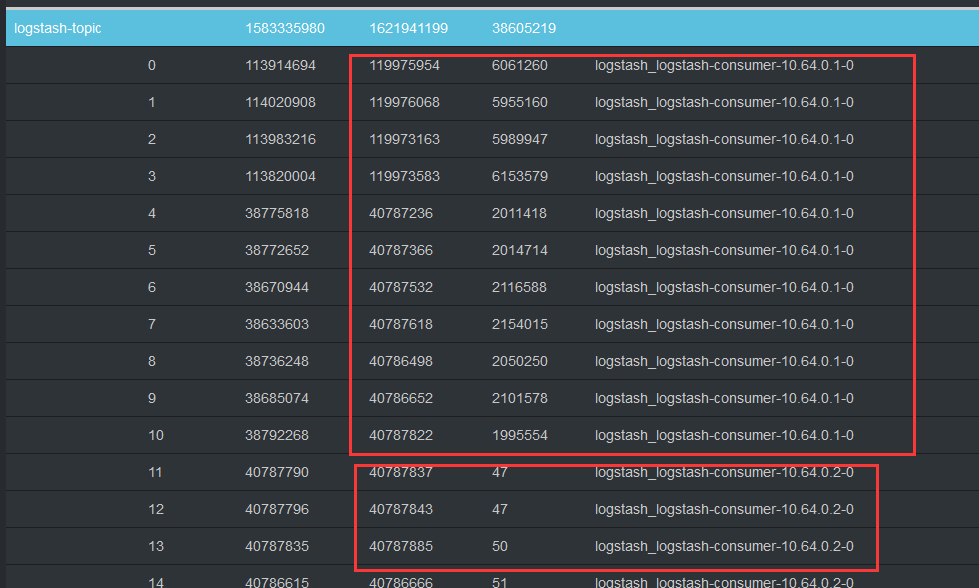 logstash-topic 1583335980 1621941199 38605219
0 113914694 119975954 6061260 logstash_logstash-consumer-10.64.0.1-0
1 114020908 119976068 5955160 logstash_logstash-consumer-10.64.0.1-0
2 113983216 119973163 5989947 logstash_logstash-consumer-10.64.0.1-0
3 113820004 119973583 6153579 logstash_logstash-consumer-10.64.0.1-0
4 38775818 40787236 2011418 logstash_logstash-consumer-10.64.0.1-0
5 38772652 40787366 2014714 logstash_logstash-consumer-10.64.0.1-0
6 38670944 40787532 2116588 logstash_logstash-consumer-10.64.0.1-0
7 38633603 40787618 2154015 logstash_logstash-consumer-10.64.0.1-0
8 38736248 40786498 2050250 logstash_logstash-consumer-10.64.0.1-0
9 38685074 40786652 2101578 logstash_logstash-consumer-10.64.0.1-0
10 38792268 40787822 1995554 logstash_logstash-consumer-10.64.0.1-0
11 40787790 40787837 47 logstash_logstash-consumer-10.64.0.2-0
12 40787796 40787843 47 logstash_logstash-consumer-10.64.0.2-0
13 40787835 40787885 50 logstash_logstash-consumer-10.64.0.2-0
14 40786615 40786666 51 logstash_logstash-consumer-10.64.0.2-0